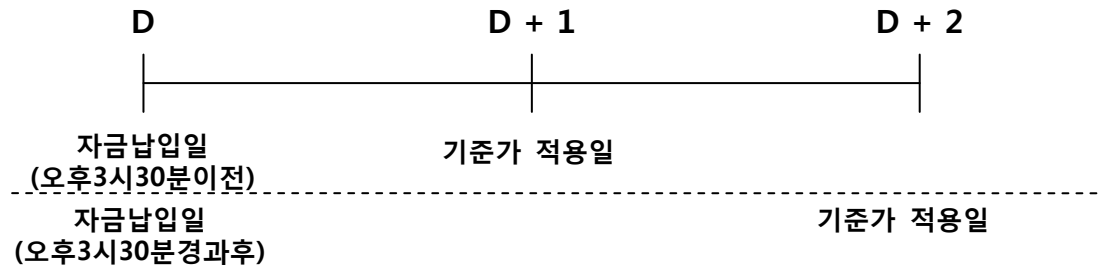 D D + 1 D + 2
자금납입일
(오후3시30분이전)
기준가 적용일
자금납입일
(오후3시30분경과후)
기준가 적용일